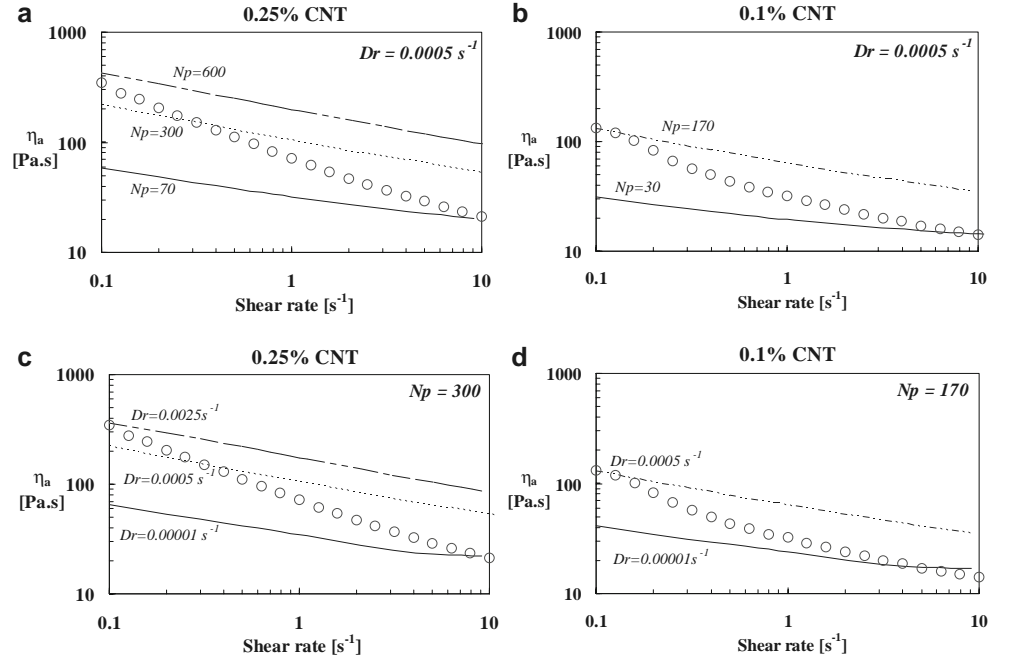 a
0.25% CNT
1000
Dr = 0.0005 s⁻¹
Np=600
ηa
[Pa.s]
100
Np=300
Np=70
10
0.1
1
10
Shear rate [s⁻¹]
b
0.1% CNT
1000
Dr = 0.0005 s⁻¹
Np=170
ηa
[Pa.s]
100
Np=30
10
0.1
1
10
Shear rate [s⁻¹]
c
0.25% CNT
1000
Np = 300
Dr=0.0025s⁻¹
ηa
[Pa.s]
100
Dr=0.0005 s⁻¹
Dr=0.00001 s⁻¹
10
0.1
1
10
Shear rate [s⁻¹]
d
0.1% CNT
1000
Np = 170
Dr=0.0005 s⁻¹
ηa
[Pa.s]
100
Dr=0.00001s⁻¹
10
0.1
1
10
Shear rate [s⁻¹]